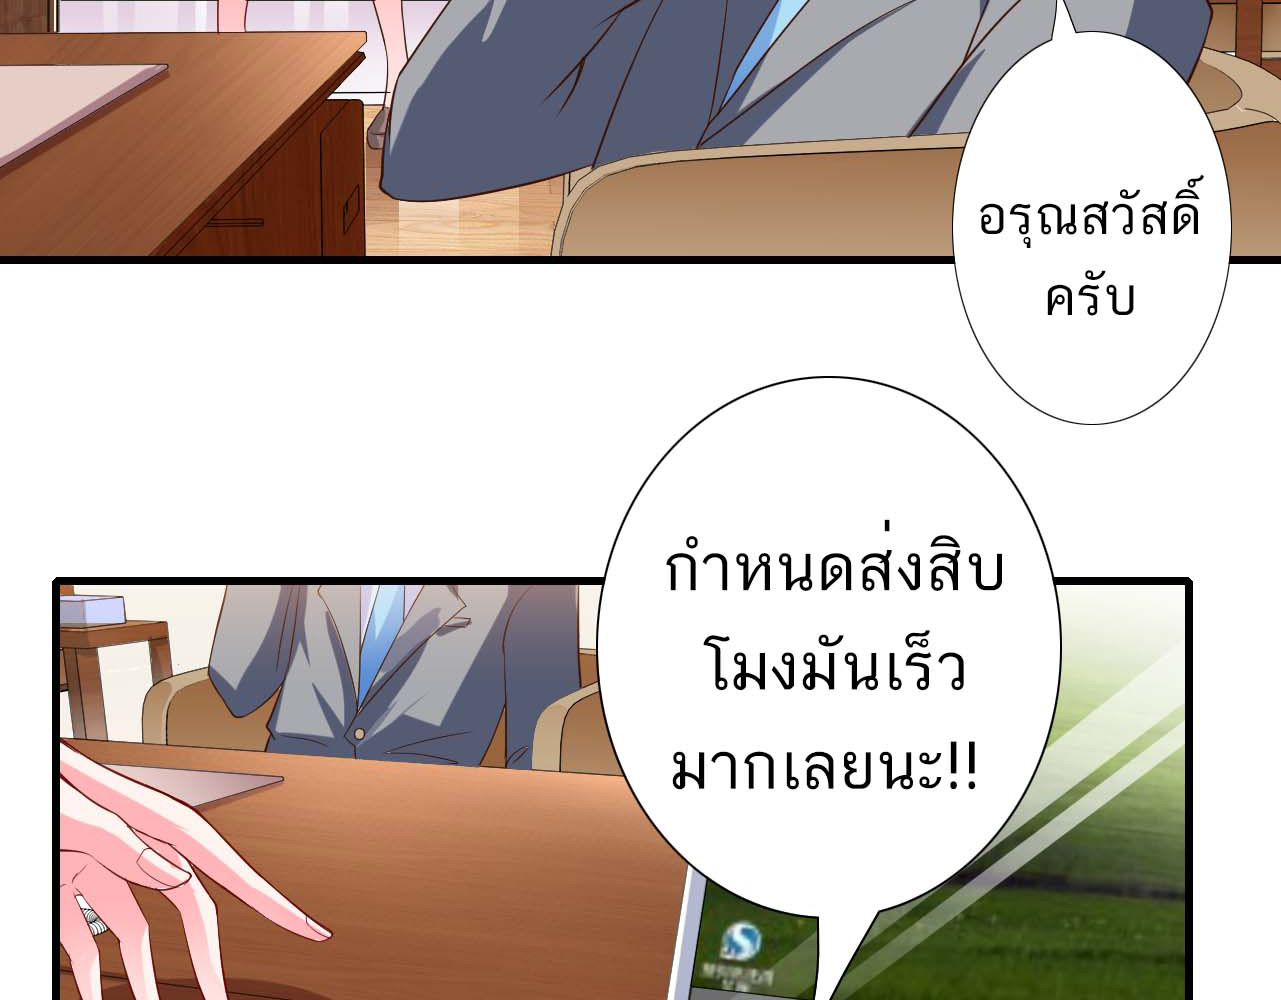 อรุณสวัสดิ์
ครับ
กำหนดส่งสิบ
โมงมันเร็ว
มากเลยนะ!!